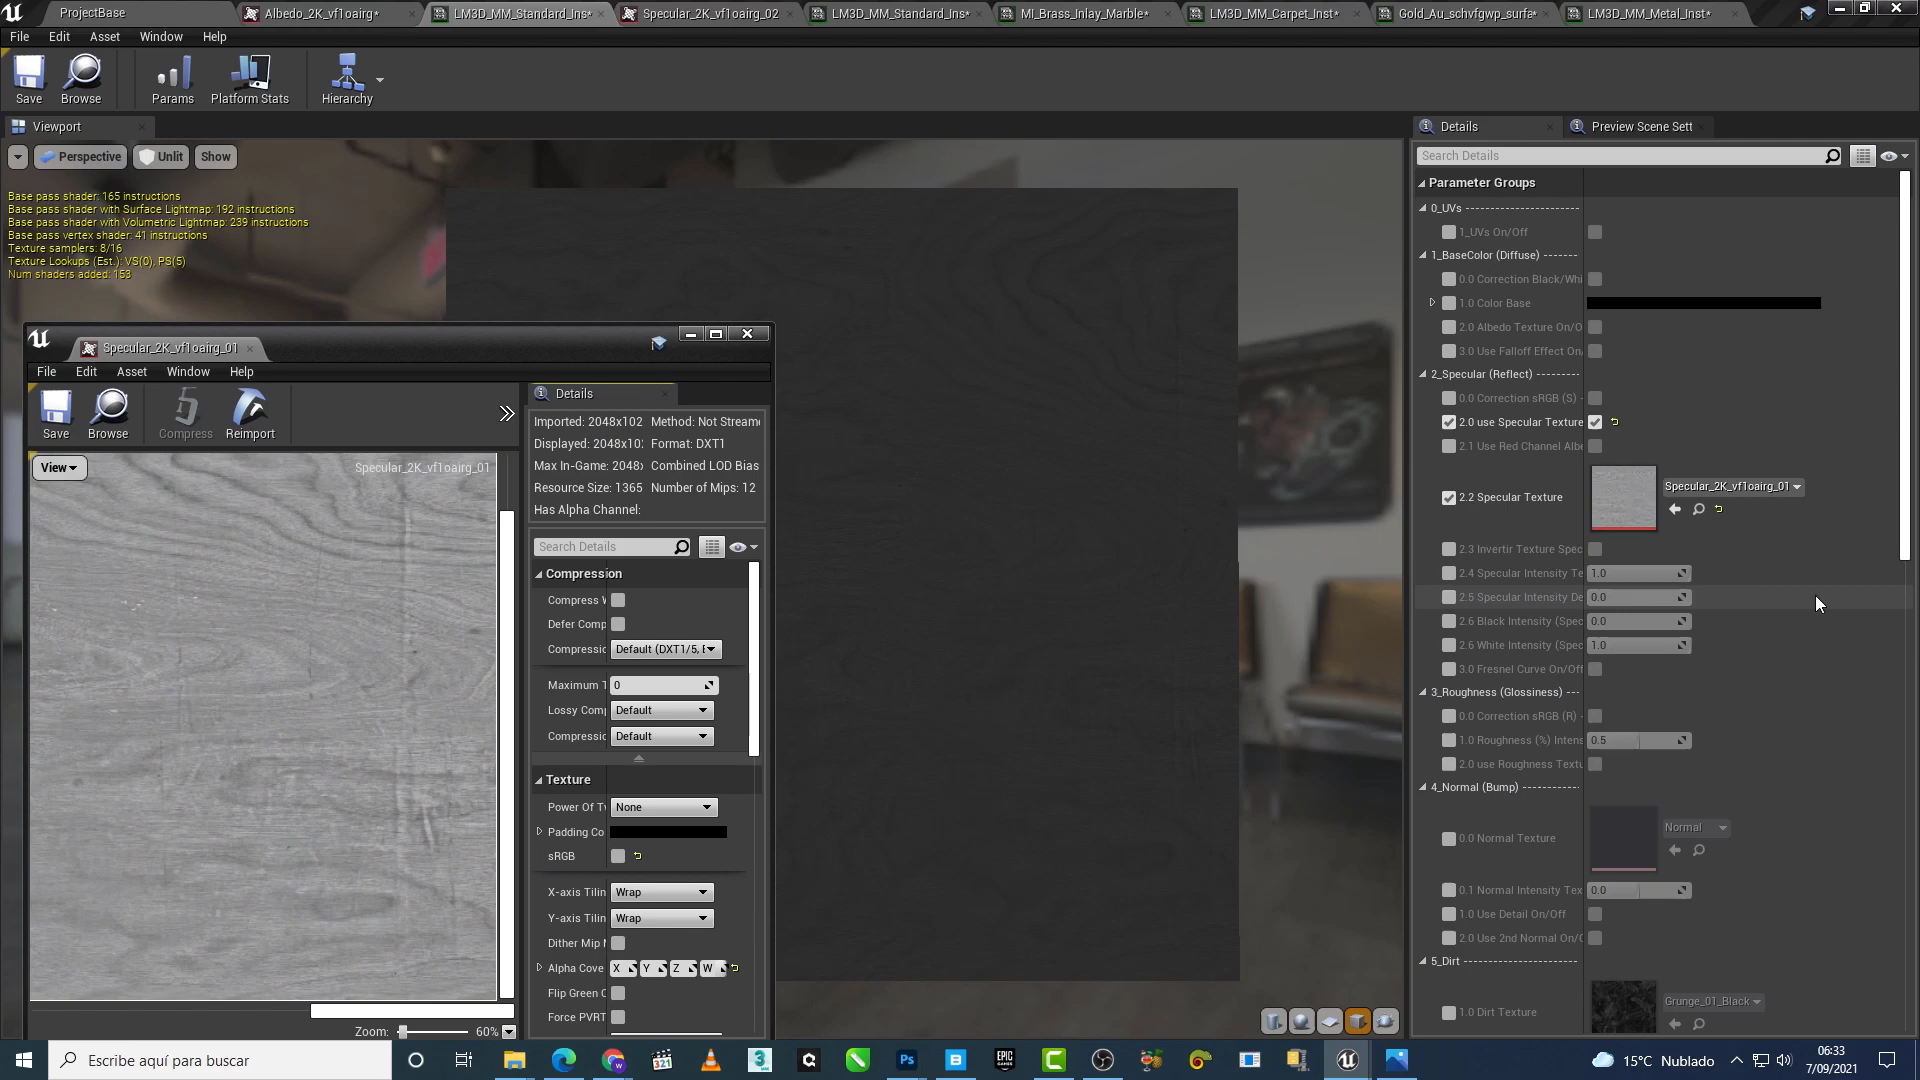 ProjectBase
Albedo_2K_vf1oairg*
LM3D_MM_Standard_Ins*
Specular_2K_vf1oairg_02
LM3D_MM_Standard_Ins*
MI_Brass_Inlay_Marble*
LM3D_MM_Carpet_Inst*
Gold_Au_schvfgwp_surfa*
LM3D_MM_Metal_Inst*
File Edit Asset Window Help
Save Browse Params Platform Stats Hierarchy
Viewport
Perspective Unlit Show
Base pass shader: 165 instructions
Base pass shader with Surface Lightmap: 192 instructions
Base pass shader with Volumetric Lightmap: 239 instructions
Base pass vertex shader: 41 instructions
Texture samplers: 8/16
Texture Lookups (Est.): VS(0), PS(5)
Num shaders added: 153
Specular_2K_vf1oairg_01
File Edit Asset Window Help
Save Browse Compress Reimport
View
Specular_2K_vf1oairg_01
Zoom: 60%
Details
Imported: 2048x102 Method: Not Stream
Displayed: 2048x10 Format: DXT1
Max In-Game: 2048 Combined LOD Bias
Resource Size: 1365 Number of Mips: 12
Has Alpha Channel:
Search Details
Compression
Compress
Defer Comp
Compressio Default (DXT1/5,
Maximum 0
Lossy Comp Default
Compressio Default
Texture
Power Of None
Padding Co
sRGB
X-axis Tilin Wrap
Y-axis Tilin Wrap
Dither Mip
Alpha Cove X Y Z W
Flip Green
Force PVRT
Details Preview Scene Sett
Search Details
Parameter Groups
0_UVs -----------------------
1_UVs On/Off
1_BaseColor (Diffuse) -------
0.0 Correction Black/Whi
1.0 Color Base
2.0 Albedo Texture On/O
3.0 Use Falloff Effect On
2_Specular (Reflect) ---------
0.0 Correction sRGB (S) -
2.0 use Specular Texture
2.1 Use Red Channel Albe
2.2 Specular Texture Specular_2K_vf1oairg_01
2.3 Invertir Texture Spec
2.4 Specular Intensity Te 1.0
2.5 Specular Intensity De 0.0
2.6 Black Intensity (Spec 0.0
2.6 White Intensity (Spec 1.0
3.0 Fresnel Curve On/Off
3_Roughness (Glossiness) ---
0.0 Correction sRGB (R) -
1.0 Roughness (%) Intens 0.5
2.0 use Roughness Textu
4_Normal (Bump) -----------
0.0 Normal Texture Normal
0.1 Normal Intensity Tex 0.0
1.0 Use Detail On/Off
2.0 Use 2nd Normal On/
5_Dirt -----------------------
1.0 Dirt Texture Grunge_01_Black
Escribe aquí para buscar
15°C Nublado
06:33
7/09/2021